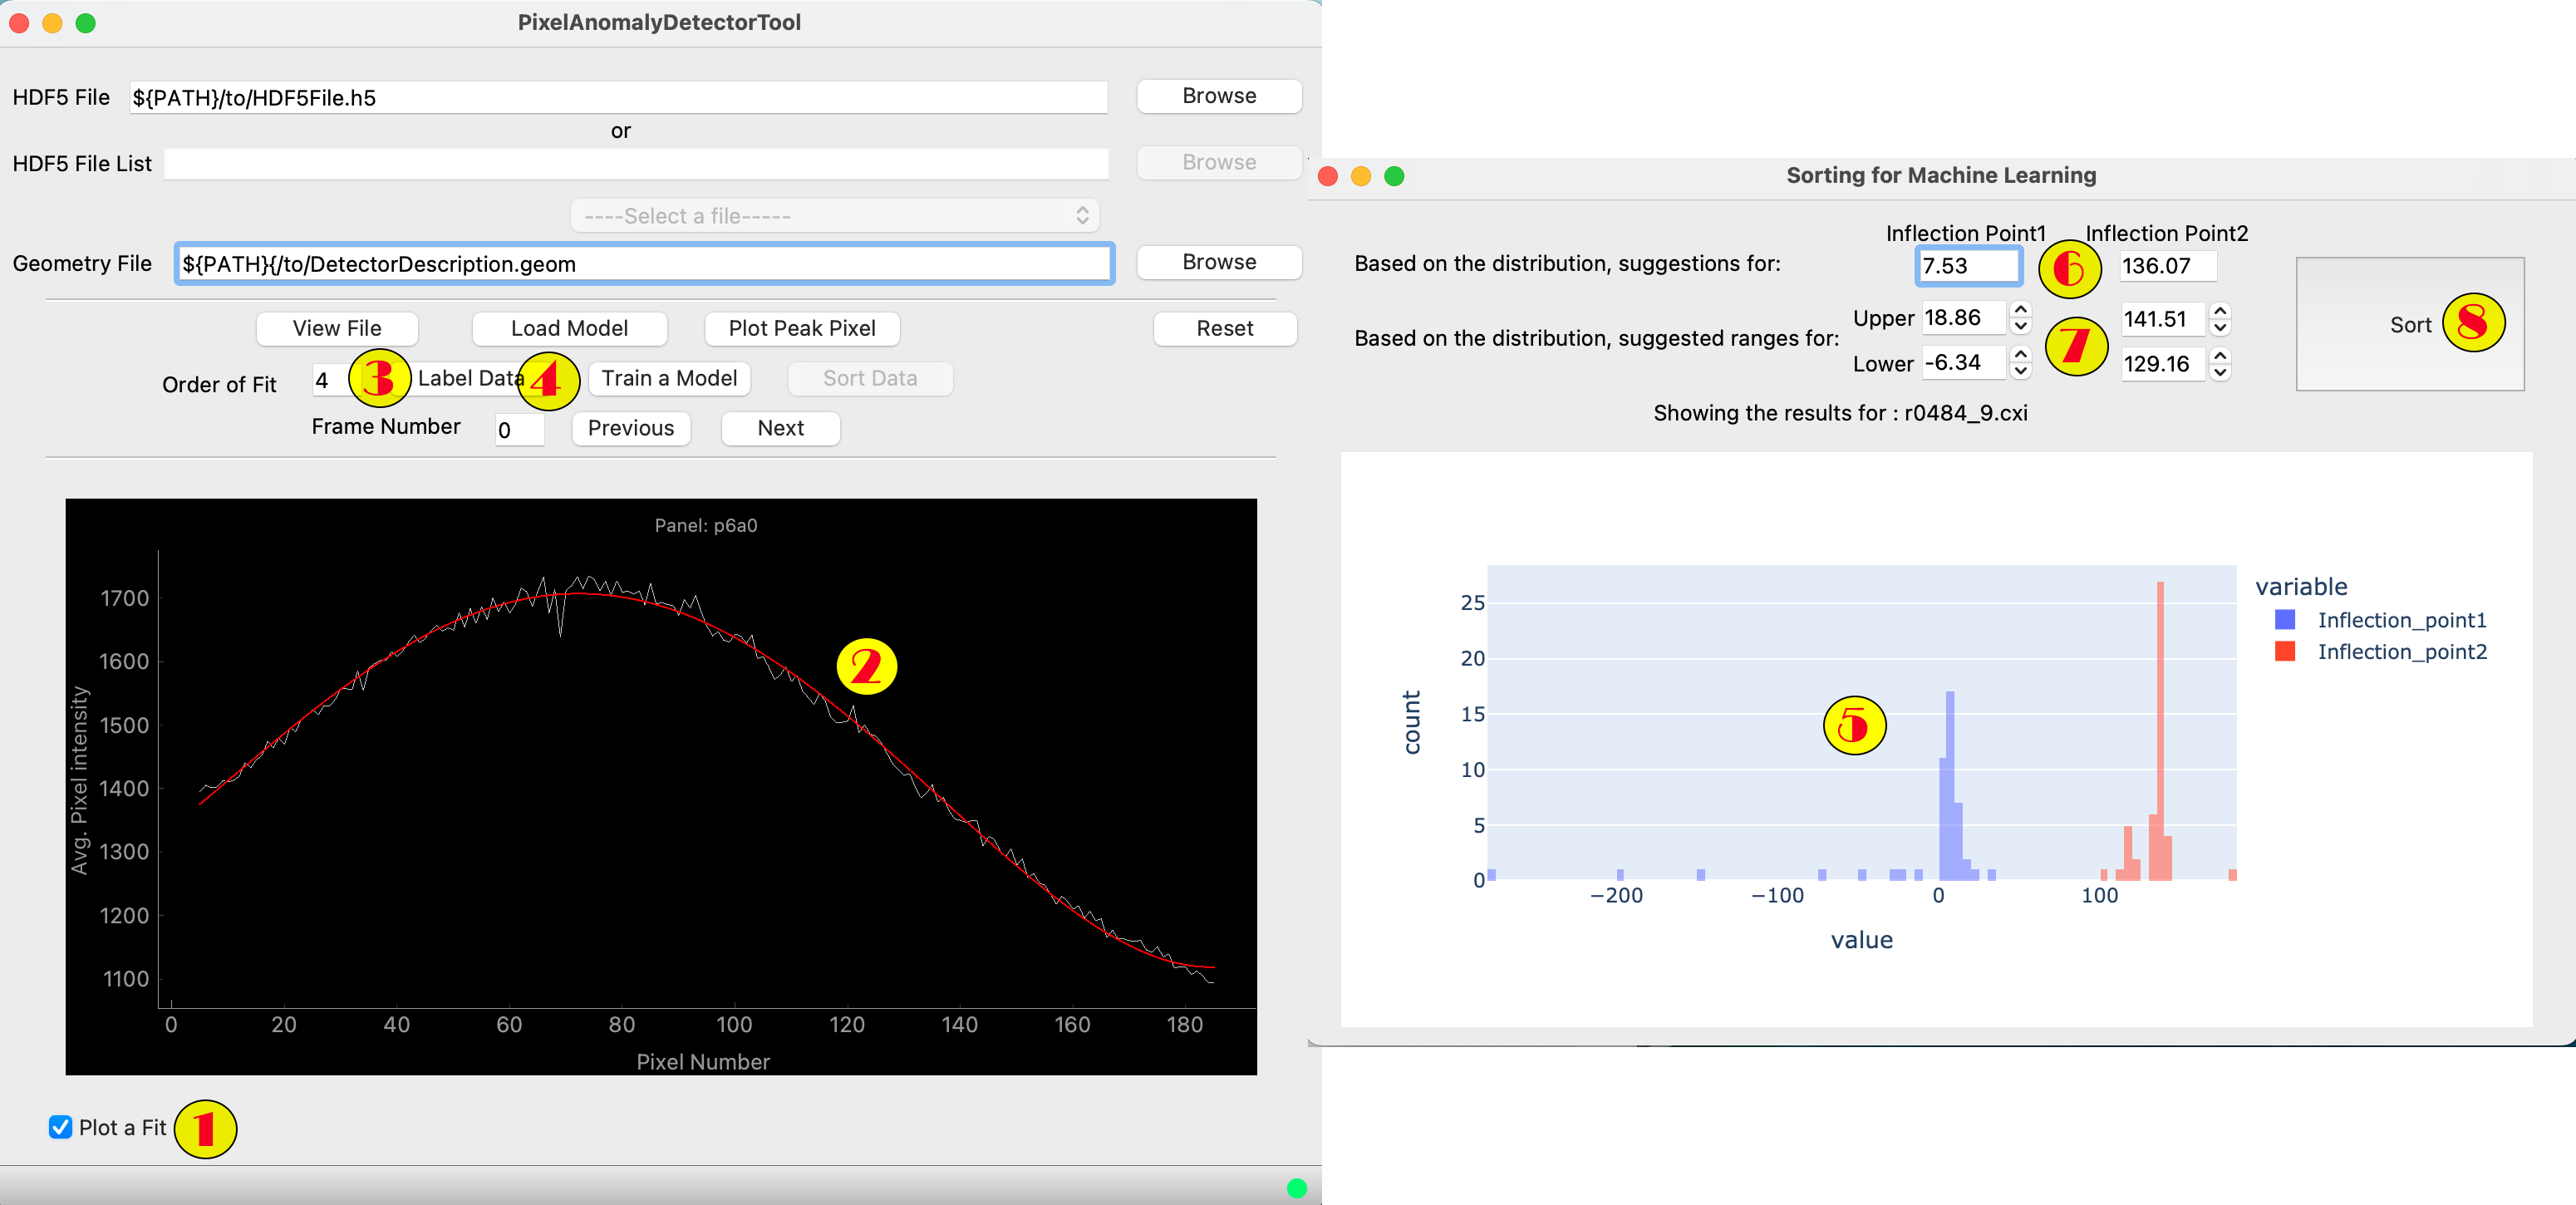 PixelAnomalyDetectorTool
HDF5 File ${PATH}/to/HDF5File.h5 Browse
or
HDF5 File List Browse
----Select a file-----
Geometry File ${PATH}{/to/DetectorDescription.geom Browse
View File Load Model Plot Peak Pixel Reset
Order of Fit 4 3 Label Data 4 Train a Model Sort Data
Frame Number 0 Previous Next
Panel: p6a0
Avg. Pixel intensity
1700
1600
1500
1400
1300
1200
1100
2
0 20 40 60 80 100 120 140 160 180
Pixel Number
Plot a Fit 1
Sorting for Machine Learning
Inflection Point1 Inflection Point2
Based on the distribution, suggestions for: 7.53 6 136.07
Based on the distribution, suggested ranges for:
Upper 18.86 141.51
7
Lower -6.34 129.16
Sort 8
Showing the results for : r0484_9.cxi
count
25
20
15
10
5
0
5
−200 −100 0 100
value
variable
Inflection_point1
Inflection_point2